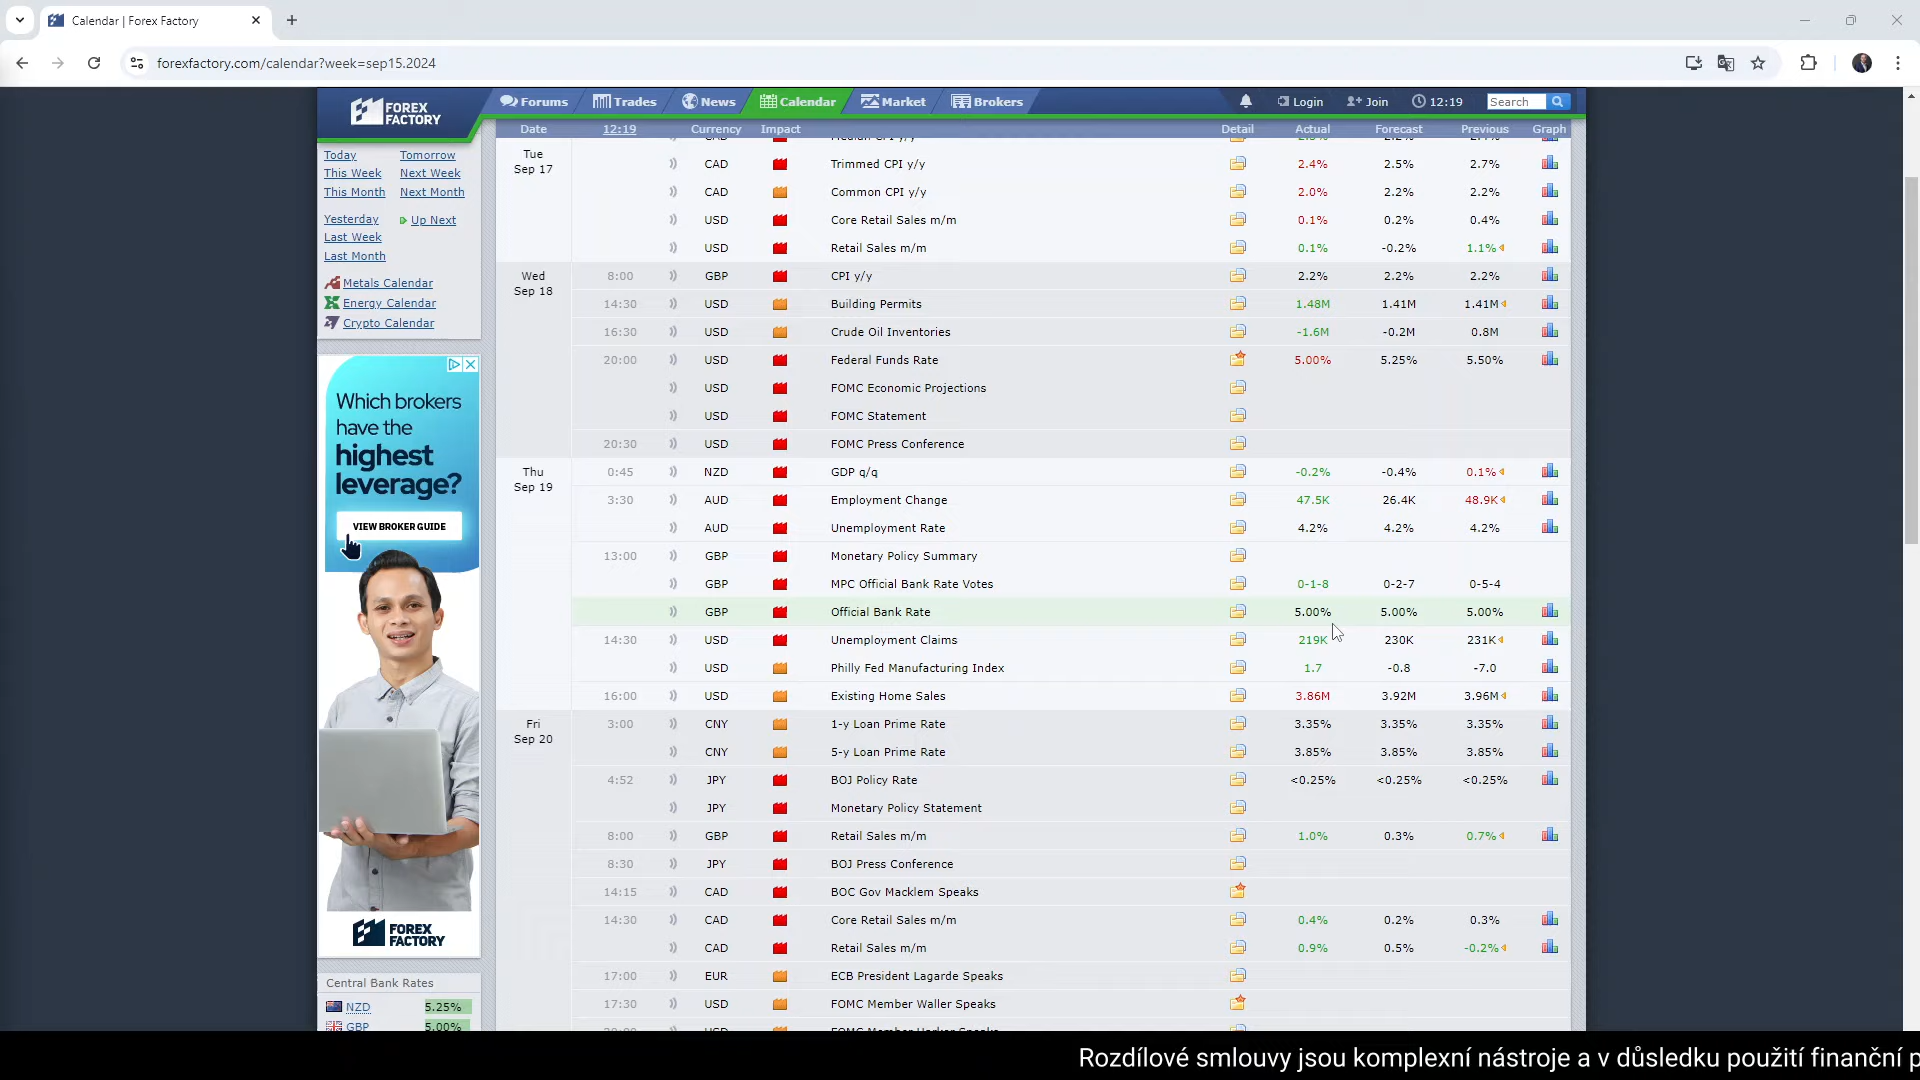 Calendar | Forex Factory
forexfactory.com/calendar?week=sep15.2024
FOREX FACTORY
Forums Trades News Calendar Market Brokers Login Join 12:19 Search
Date 12:19 Currency Impact Detail Actual Forecast Previous Graph
Today Tomorrow
This Week Next Week
This Month Next Month
Yesterday Up Next
Last Week
Last Month
Metals Calendar
Energy Calendar
Crypto Calendar
Which brokers
have the
highest
leverage?
VIEW BROKER GUIDE
FOREX
FACTORY
Central Bank Rates
NZD 5.25%
GBP 5.00%
Tue Sep 17
CAD Trimmed CPI y/y 2.4% 2.5% 2.7%
CAD Common CPI y/y 2.0% 2.2% 2.2%
USD Core Retail Sales m/m 0.1% 0.2% 0.4%
USD Retail Sales m/m 0.1% -0.2% 1.1%
Wed Sep 18
8:00 GBP CPI y/y 2.2% 2.2% 2.2%
14:30 USD Building Permits 1.48M 1.41M 1.41M
16:30 USD Crude Oil Inventories -1.6M -0.2M 0.8M
20:00 USD Federal Funds Rate 5.00% 5.25% 5.50%
USD FOMC Economic Projections
USD FOMC Statement
20:30 USD FOMC Press Conference
Thu Sep 19
0:45 NZD GDP q/q -0.2% -0.4% 0.1%
3:30 AUD Employment Change 47.5K 26.4K 48.9K
AUD Unemployment Rate 4.2% 4.2% 4.2%
13:00 GBP Monetary Policy Summary
GBP MPC Official Bank Rate Votes 0-1-8 0-2-7 0-5-4
GBP Official Bank Rate 5.00% 5.00% 5.00%
14:30 USD Unemployment Claims 219K 230K 231K
USD Philly Fed Manufacturing Index 1.7 -0.8 -7.0
16:00 USD Existing Home Sales 3.86M 3.92M 3.96M
Fri Sep 20
3:00 CNY 1-y Loan Prime Rate 3.35% 3.35% 3.35%
CNY 5-y Loan Prime Rate 3.85% 3.85% 3.85%
4:52 JPY BOJ Policy Rate <0.25% <0.25% <0.25%
JPY Monetary Policy Statement
8:00 GBP Retail Sales m/m 1.0% 0.3% 0.7%
8:30 JPY BOJ Press Conference
14:15 CAD BOC Gov Macklem Speaks
14:30 CAD Core Retail Sales m/m 0.4% 0.2% 0.3%
CAD Retail Sales m/m 0.9% 0.5% -0.2%
17:00 EUR ECB President Lagarde Speaks
17:30 USD FOMC Member Waller Speaks
Rozdílové smlouvy jsou komplexní nástroje a v důsledku použití finanční p